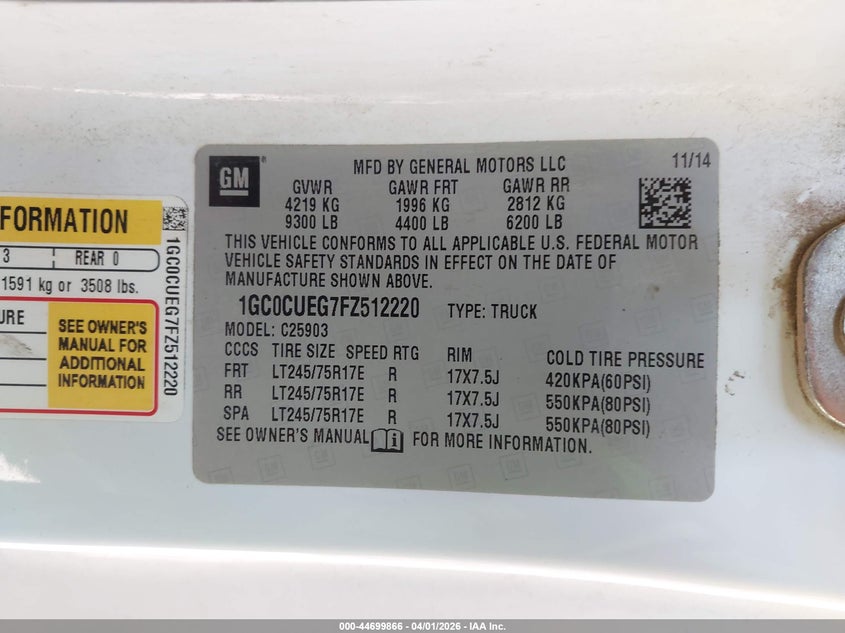 FORMATION
3 REAR 0
1591 kg or 3508 lbs.
URE
SEE OWNER'S
MANUAL FOR
ADDITIONAL
INFORMATION
1GC0CUEG7FZ512220
GM
MFD BY GENERAL MOTORS LLC 11/14
GVWR GAWR FRT GAWR RR
4219 KG 1996 KG 2812 KG
9300 LB 4400 LB 6200 LB
THIS VEHICLE CONFORMS TO ALL APPLICABLE U.S. FEDERAL MOTOR
VEHICLE SAFETY STANDARDS IN EFFECT ON THE DATE OF
MANUFACTURE SHOWN ABOVE.
1GC0CUEG7FZ512220 TYPE: TRUCK
MODEL: C25903
CCCS TIRE SIZE SPEED RTG RIM COLD TIRE PRESSURE
FRT LT245/75R17E R 17X7.5J 420KPA(60PSI)
RR LT245/75R17E R 17X7.5J 550KPA(80PSI)
SPA LT245/75R17E R 17X7.5J 550KPA(80PSI)
SEE OWNER'S MANUAL FOR MORE INFORMATION.
000-44699866 - 04/01/2026 - IAA Inc.